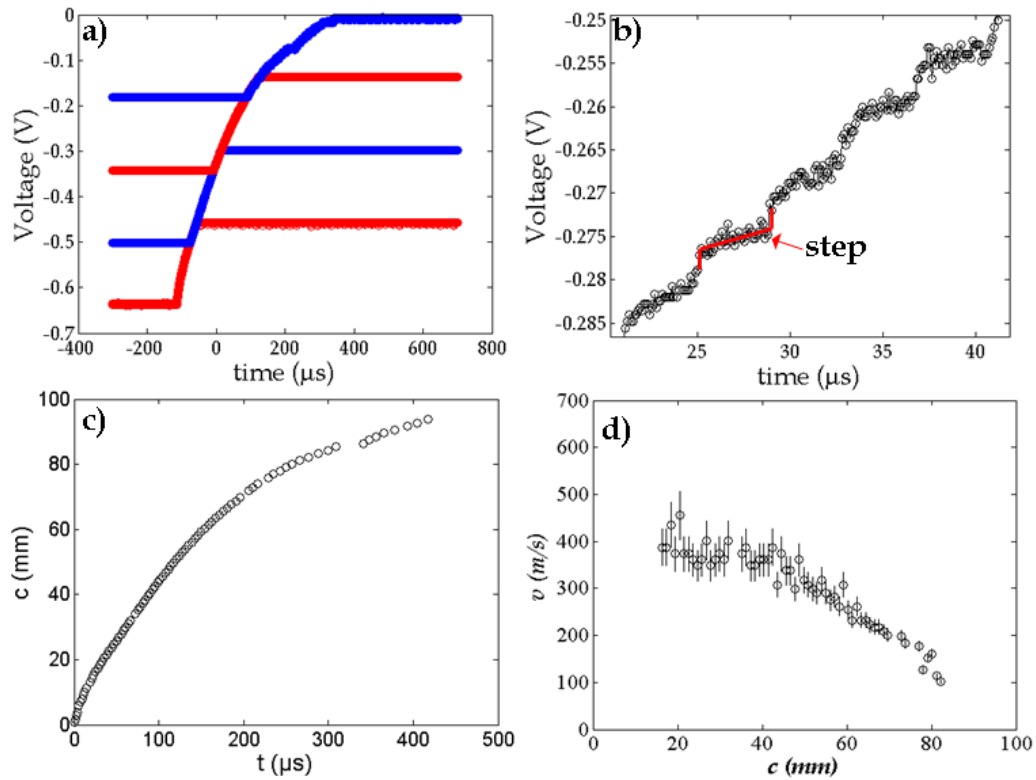 a)
0
-0.1
-0.2
-0.3
-0.4
-0.5
-0.6
-0.7
-400 -200 0 200 400 600 800
Voltage (V)
time (μs)
b)
-0.25
-0.255
-0.26
-0.265
-0.27
-0.275
-0.28
-0.285
25 30 35 40
Voltage (V)
time (μs)
step
c)
100
80
60
40
20
0
0 100 200 300 400 500
c (mm)
t (μs)
d)
700
600
500
400
300
200
100
0
0 20 40 60 80 100
v (m/s)
c (mm)